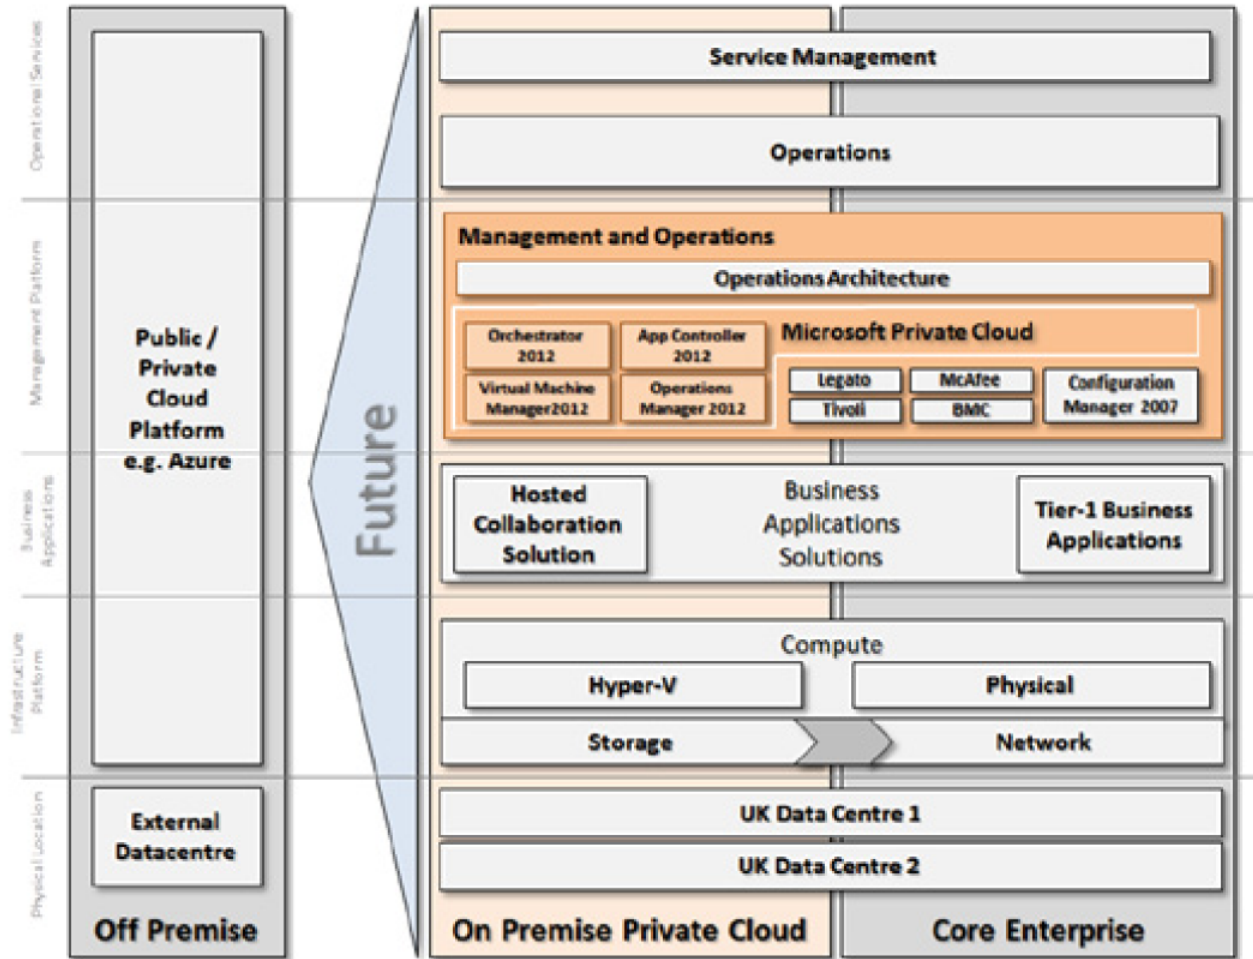 Operational Services
Management Platform
Business
Applications
Infrastructure
Platform
Physical Location
Public /
Private
Cloud
Platform
e.g. Azure
External
Datacentre
Off Premise
Future
Service Management
Operations
Management and Operations
Operations Architecture
Orchestrator
2012
App Controller
2012
Microsoft Private Cloud
Virtual Machine
Manager2012
Operations
Manager 2012
Legato
McAfee
Configuration
Manager 2007
Tivoli
BMC
Hosted
Collaboration
Solution
Business
Applications
Solutions
Tier-1 Business
Applications
Compute
Hyper-V
Physical
Storage
Network
UK Data Centre 1
UK Data Centre 2
On Premise Private Cloud
Core Enterprise